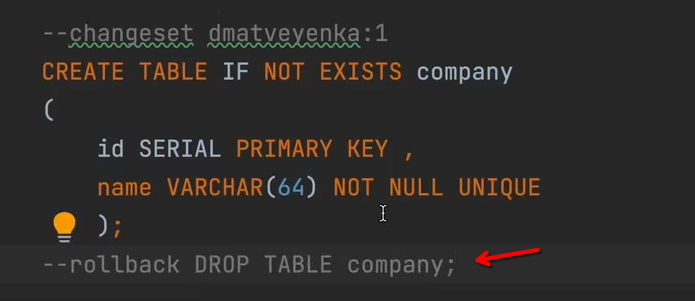 --changeset dmatveyenka:1
CREATE TABLE IF NOT EXISTS company
(
id SERIAL PRIMARY KEY ,
name VARCHAR(64) NOT NULL UNIQUE
);
--rollback DROP TABLE company;